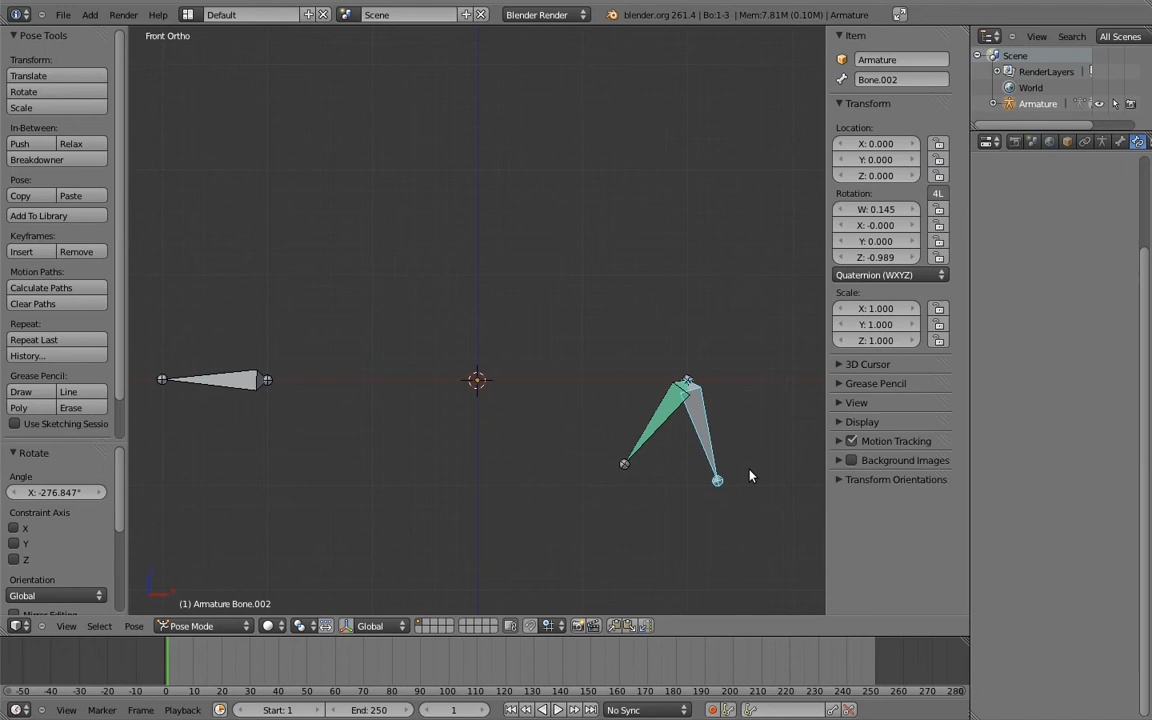 File Add Render Help Default Scene Blender Render blender.org 261.4 | Bo:1-3 | Mem:7.81M (0.10M) | Armature
View Search All Scenes
Pose Tools
Transform:
Translate
Rotate
Scale
In-Between:
Push Relax
Breakdowner
Pose:
Copy Paste
Add To Library
Keyframes:
Insert Remove
Motion Paths:
Calculate Paths
Clear Paths
Repeat:
Repeat Last
History...
Grease Pencil:
Draw Line
Poly Erase
Use Sketching Sessio
Rotate
Angle
X: -276.847°
Constraint Axis
X
Y
Z
Orientation
Global
Front Ortho
(1) Armature Bone.002
Item
Armature
Bone.002
Transform
Location:
X: 0.000
Y: 0.000
Z: 0.000
Rotation:
4L
W: 0.145
X: -0.000
Y: 0.000
Z: -0.989
Quaternion (WXYZ)
Scale:
X: 1.000
Y: 1.000
Z: 1.000
3D Cursor
Grease Pencil
View
Display
Motion Tracking
Background Images
Transform Orientations
Scene
RenderLayers
World
Armature
View Select Pose Pose Mode Global
-50 -40 -30 -20 -10 0 10 20 30 40 50 60 70 80 90 100 110 120 130 140 150 160 170 180 190 200 210 220 230 240 250 260 270 280
View Marker Frame Playback Start: 1 End: 250 1 No Sync